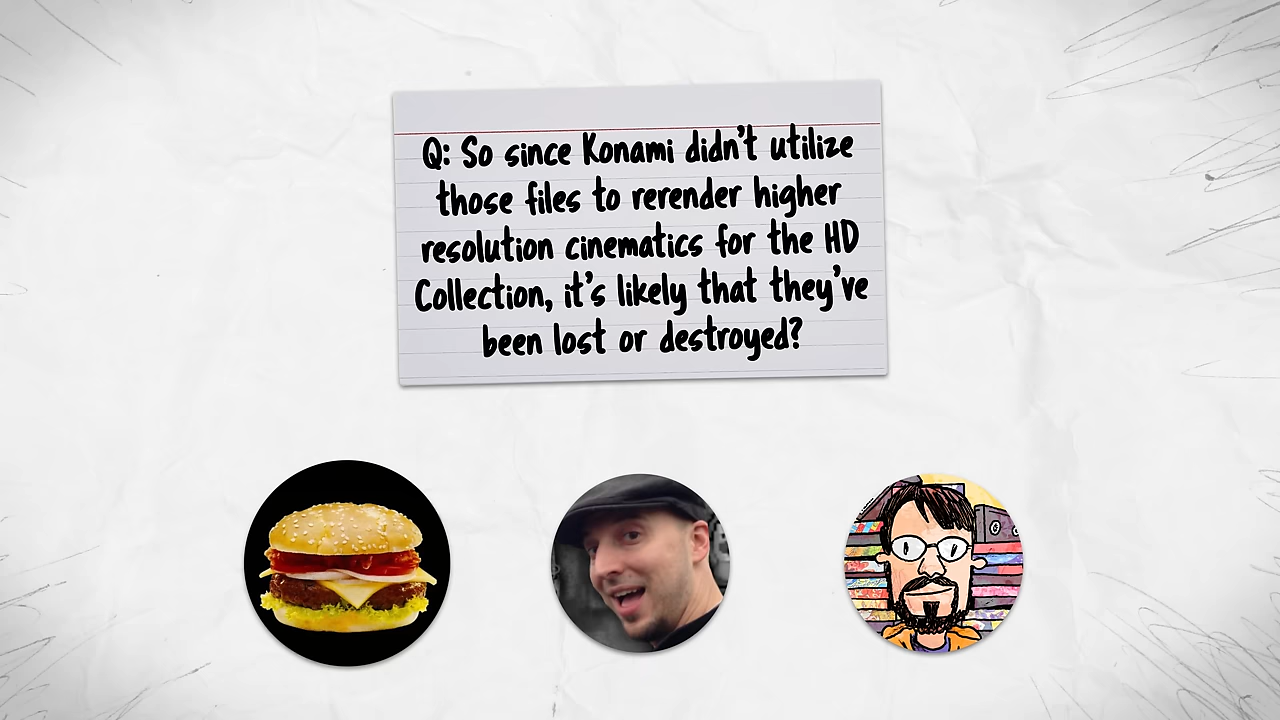 Q: So since Konami didn't utilize
those files to rerender higher
resolution cinematics for the HD
Collection, it's likely that they've
been lost or destroyed?